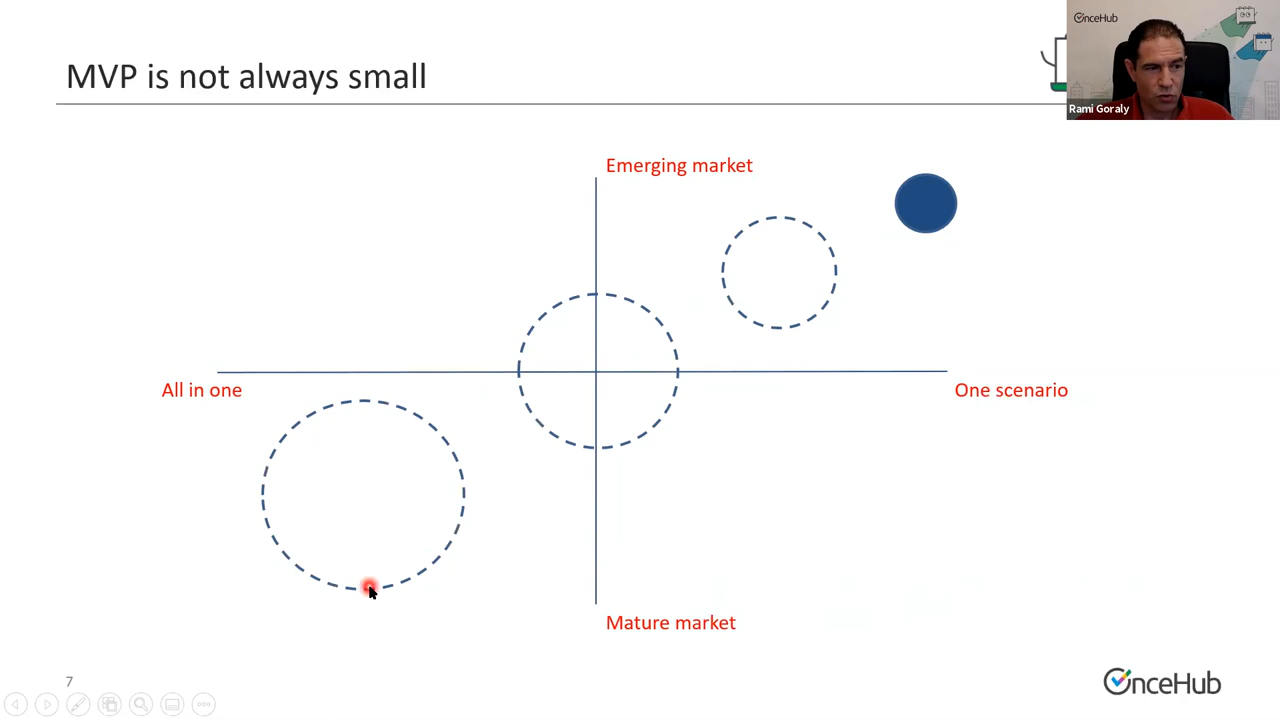 MVP is not always small
OnceHub
Rami Goraly
Emerging market
All in one
One scenario
Mature market
7
OnceHub